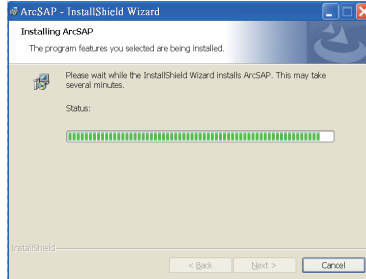 ArcSAP - InstallShield Wizard
Installing ArcSAP
The program features you selected are being installed.
Please wait while the InstallShield Wizard installs ArcSAP. This may take
several minutes.
Status:
InstallShield
< Back
Next >
Cancel